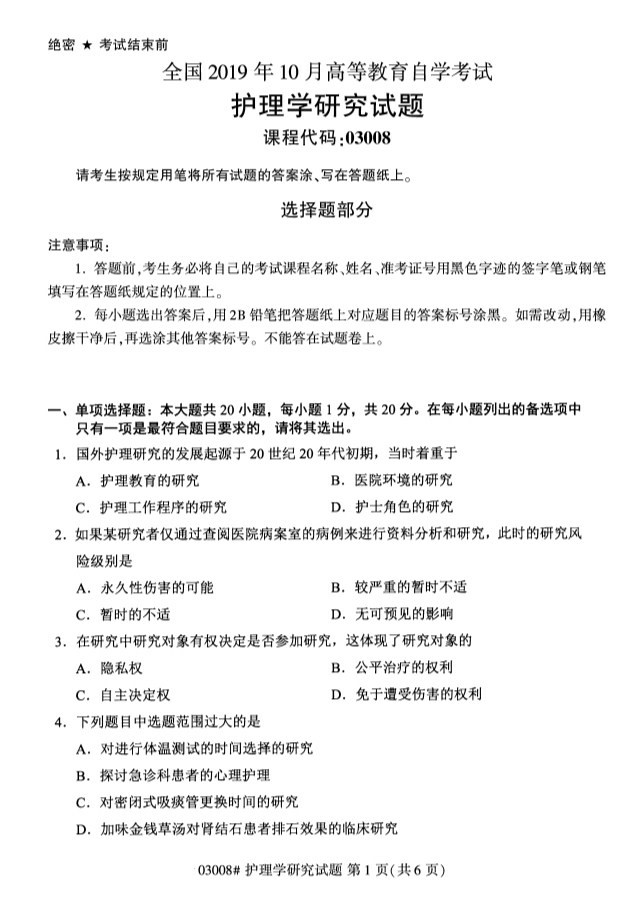 绝密 ★ 考试结束前
全国 2019 年 10 月高等教育自学考试
护理学研究试题
课程代码:03008
请考生按规定用笔将所有试题的答案涂、写在答题纸上。
选择题部分
注意事项:
1. 答题前,考生务必将自己的考试课程名称、姓名、准考证号用黑色字迹的签字笔或钢笔
填写在答题纸规定的位置上。
2. 每小题选出答案后,用 2B 铅笔把答题纸上对应题目的答案标号涂黑。如需改动,用橡
皮擦干净后,再选涂其他答案标号。不能答在试题卷上。
一、单项选择题：本大题共 20 小题，每小题 1 分，共 20 分。在每小题列出的备选项中
只有一项是最符合题目要求的，请将其选出。
1．国外护理研究的发展起源于 20 世纪 20 年代初期，当时着重于
A．护理教育的研究 B．医院环境的研究
C．护理工作程序的研究 D．护士角色的研究
2．如果某研究者仅通过查阅医院病案室的病例来进行资料分析和研究，此时的研究风
险级别是
A．永久性伤害的可能 B．较严重的暂时不适
C．暂时的不适 D．无可预见的影响
3．在研究中研究对象有权决定是否参加研究，这体现了研究对象的
A．隐私权 B．公平治疗的权利
C．自主决定权 D．免于遭受伤害的权利
4．下列题目中选题范围过大的是
A．对进行体温测试的时间选择的研究
B．探讨急诊科患者的心理护理
C．对密闭式吸痰管更换时间的研究
D．加味金钱草汤对肾结石患者排石效果的临床研究
03008# 护理学研究试题 第 1 页(共 6 页)